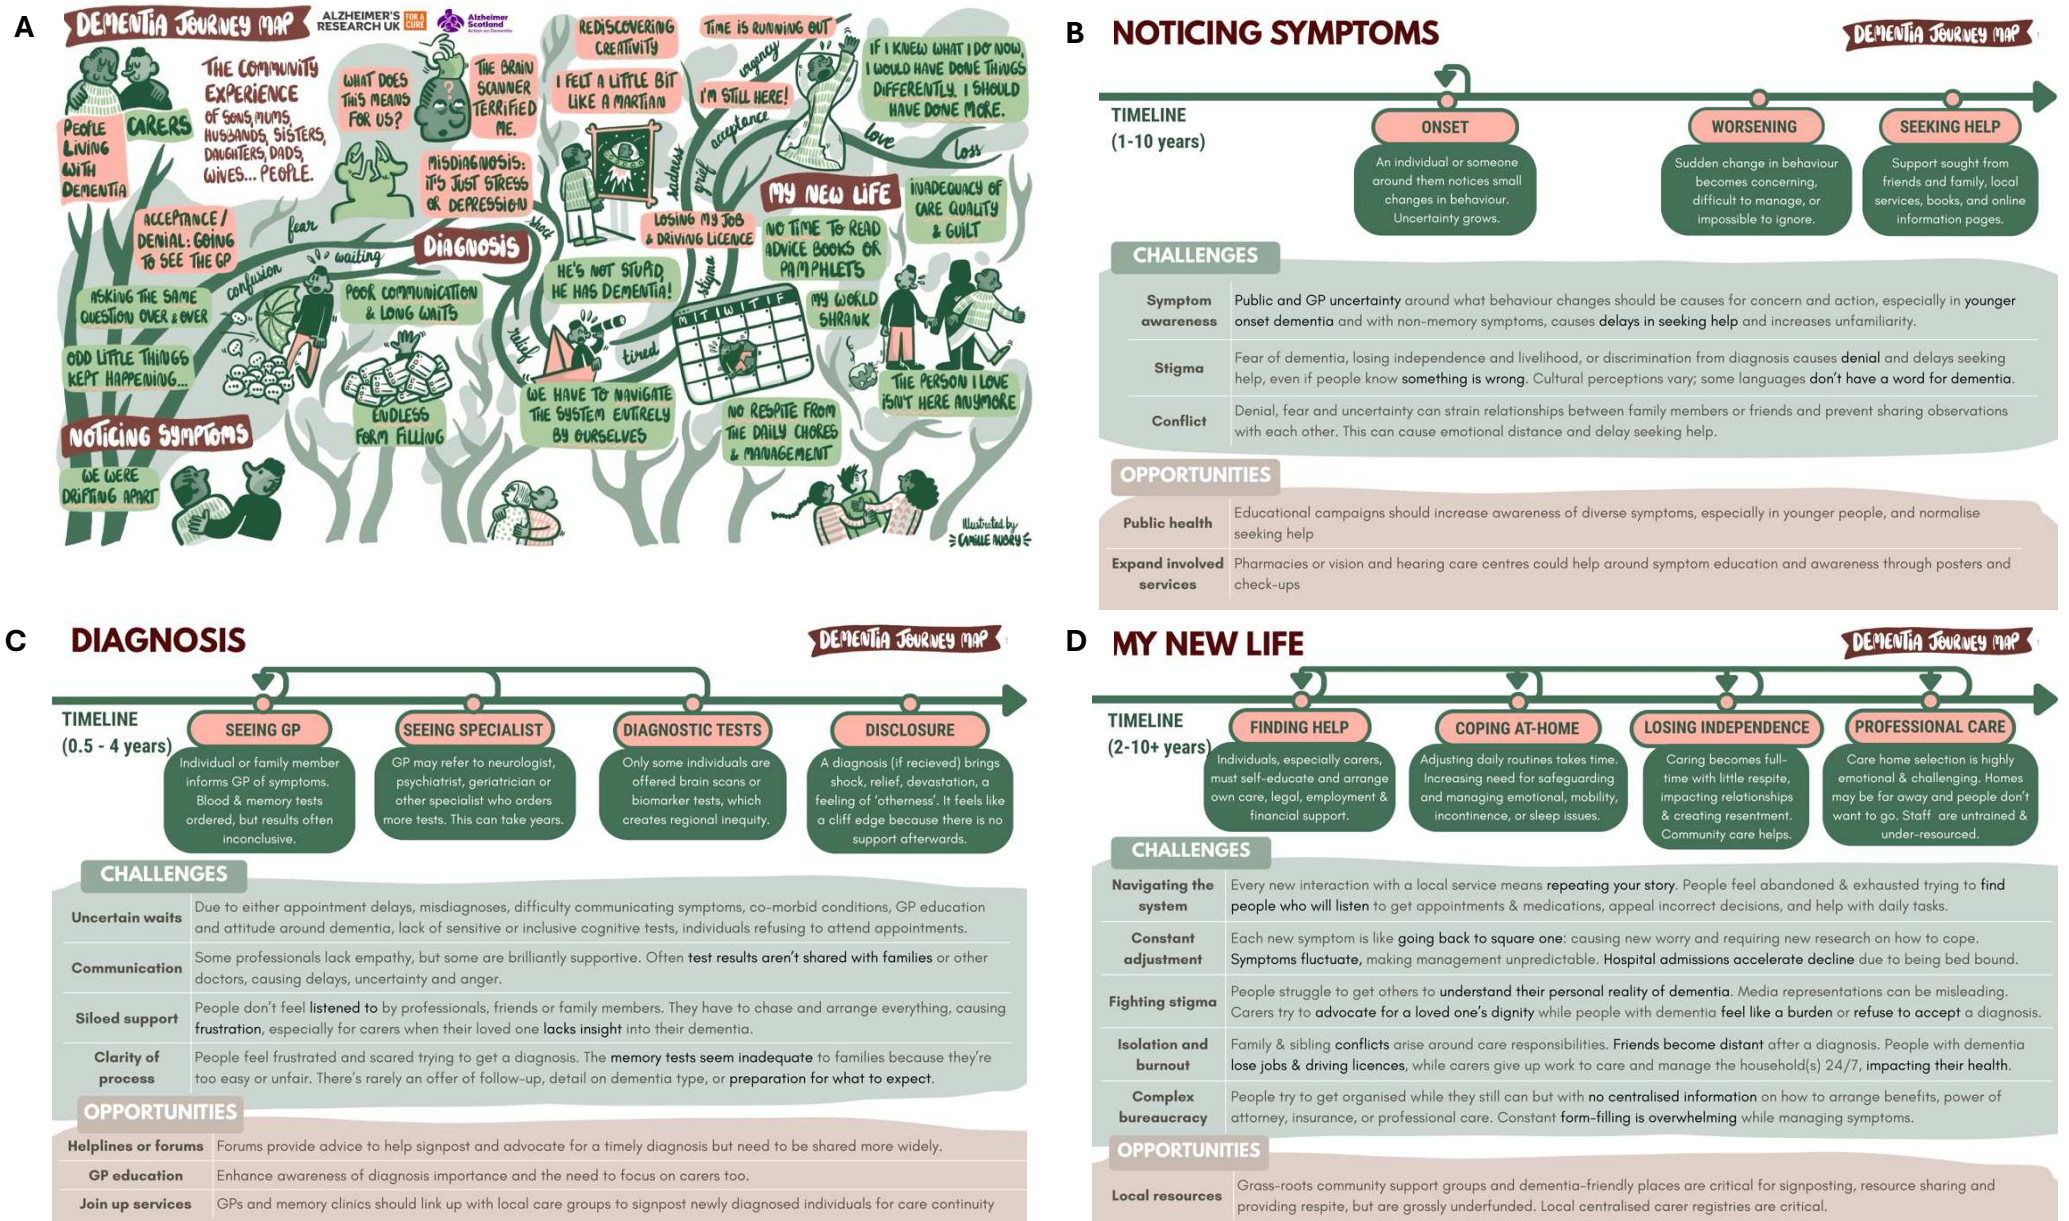 A
DEMENTIA JOURNEY MAP
ALZHEIMER'S
RESEARCH UK
FOR A
CURE
Alzheimer
Scotland
Action on Dementia
PEOPLE
LIVING
WITH
DEMENTIA
CARERS
THE COMMUNITY
EXPERIENCE
OF SONS, MUMS,
HUSBANDS, SISTERS,
DAUGHTERS, DADS,
WIVES... PEOPLE.
WHAT DOES
THIS MEAN
FOR US?
?
THE BRAIN
SCANNER
TERRIFIED
ME.
MISDIAGNOSIS:
IT'S JUST STRESS
OR DEPRESSION
REDISCOVERING
CREATIVITY
I FELT A LITTLE BIT
LIKE A MARTIAN
TIME IS RUNNING OUT
urgency
I'M STILL HERE!
acceptance
IF I KNEW WHAT I DO NOW,
I WOULD HAVE DONE THINGS
DIFFERENTLY. I SHOULD
HAVE DONE MORE.
love
loss
sadness
grief
MY NEW LIFE
INADEQUACY OF
CARE QUALITY
& GUILT
ACCEPTANCE/
DENIAL: GOING
TO SEE THE GP
fear
waiting
confusion
DIAGNOSIS
shock
LOSING MY JOB
& DRIVING LICENCE
NO TIME TO READ
ADVICE BOOKS OR
PAMPHLETS
HE'S NOT STUPID,
HE HAS DEMENTIA!
stigma
ASKING THE SAME
QUESTION OVER & OVER
POOR COMMUNICATION
& LONG WAITS
M T W T F
MY WORLD
SHRANK
ODD LITTLE THINGS
KEPT HAPPENING...
relief
tired
THE PERSON I LOVE
ISN'T HERE ANYMORE
ENDLESS
FORM FILLING
WE HAVE TO NAVIGATE
THE SYSTEM ENTIRELY
BY OURSELVES
NO RESPITE FROM
THE DAILY CHORES
& MANAGEMENT
NOTICING SYMPTOMS
WE WERE
DRIFTING APART
Illustrated by
CAMILLE AUBRY
B
NOTICING SYMPTOMS
DEMENTIA JOURNEY MAP
TIMELINE
(1-10 years)
ONSET
An individual or someone
around them notices small
changes in behaviour.
Uncertainty grows.
WORSENING
Sudden change in behaviour
becomes concerning,
difficult to manage, or
impossible to ignore.
SEEKING HELP
Support sought from
friends and family, local
services, books, and online
information pages.
CHALLENGES
Symptom
awareness
Public and GP uncertainty around what behaviour changes should be causes for concern and action, especially in younger
onset dementia and with non-memory symptoms, causes delays in seeking help and increases unfamiliarity.
Stigma
Fear of dementia, losing independence and livelihood, or discrimination from diagnosis causes denial and delays seeking
help, even if people know something is wrong. Cultural perceptions vary; some languages don't have a word for dementia.
Conflict
Denial, fear and uncertainty can strain relationships between family members or friends and prevent sharing observations
with each other. This can cause emotional distance and delay seeking help.
OPPORTUNITIES
Public health
Educational campaigns should increase awareness of diverse symptoms, especially in younger people, and normalise
seeking help
Expand involved
services
Pharmacies or vision and hearing care centres could help around symptom education and awareness through posters and
check-ups
C
DIAGNOSIS
DEMENTIA JOURNEY MAP
TIMELINE
(0.5 - 4 years)
SEEING GP
Individual or family member
informs GP of symptoms.
Blood & memory tests
ordered, but results often
inconclusive.
SEEING SPECIALIST
GP may refer to neurologist,
psychiatrist, geriatrician or
other specialist who orders
more tests. This can take years.
DIAGNOSTIC TESTS
Only some individuals are
offered brain scans or
biomarker tests, which
creates regional inequity.
DISCLOSURE
A diagnosis (if recieved) brings
shock, relief, devastation, a
feeling of 'otherness'. It feels like
a cliff edge because there is no
support afterwards.
CHALLENGES
Uncertain waits
Due to either appointment delays, misdiagnoses, difficulty communicating symptoms, co-morbid conditions, GP education
and attitude around dementia, lack of sensitive or inclusive cognitive tests, individuals refusing to attend appointments.
Communication
Some professionals lack empathy, but some are brilliantly supportive. Often test results aren't shared with families or other
doctors, causing delays, uncertainty and anger.
Siloed support
People don't feel listened to by professionals, friends or family members. They have to chase and arrange everything, causing
frustration, especially for carers when their loved one lacks insight into their dementia.
Clarity of
process
People feel frustrated and scared trying to get a diagnosis. The memory tests seem inadequate to families because they're
too easy or unfair. There's rarely an offer of follow-up, detail on dementia type, or preparation for what to expect.
OPPORTUNITIES
Helplines or forums
Forums provide advice to help signpost and advocate for a timely diagnosis but need to be shared more widely.
GP education
Enhance awareness of diagnosis importance and the need to focus on carers too.
Join up services
GPs and memory clinics should link up with local care groups to signpost newly diagnosed individuals for care continuity
D
MY NEW LIFE
DEMENTIA JOURNEY MAP
TIMELINE
(2-10+ years)
FINDING HELP
Individuals, especially carers,
must self-educate and arrange
own care, legal, employment &
financial support.
COPING AT-HOME
Adjusting daily routines takes time.
Increasing need for safeguarding
and managing emotional, mobility,
incontinence, or sleep issues.
LOSING INDEPENDENCE
Caring becomes full-
time with little respite,
impacting relationships
& creating resentment.
Community care helps.
PROFESSIONAL CARE
Care home selection is highly
emotional & challenging. Homes
may be far away and people don't
want to go. Staff are untrained &
under-resourced.
CHALLENGES
Navigating the
system
Every new interaction with a local service means repeating your story. People feel abandoned & exhausted trying to find
people who will listen to get appointments & medications, appeal incorrect decisions, and help with daily tasks.
Constant
adjustment
Each new symptom is like going back to square one: causing new worry and requiring new research on how to cope.
Symptoms fluctuate, making management unpredictable. Hospital admissions accelerate decline due to being bed bound.
Fighting stigma
People struggle to get others to understand their personal reality of dementia. Media representations can be misleading.
Carers try to advocate for a loved one's dignity while people with dementia feel like a burden or refuse to accept a diagnosis.
Isolation and
burnout
Family & sibling conflicts arise around care responsibilities. Friends become distant after a diagnosis. People with dementia
lose jobs & driving licences, while carers give up work to care and manage the household(s) 24/7, impacting their health.
Complex
bureaucracy
People try to get organised while they still can but with no centralised information on how to arrange benefits, power of
attorney, insurance, or professional care. Constant form-filling is overwhelming while managing symptoms.
OPPORTUNITIES
Local resources
Grass-roots community support groups and dementia-friendly places are critical for signposting, resource sharing and
providing respite, but are grossly underfunded. Local centralised carer registries are critical.